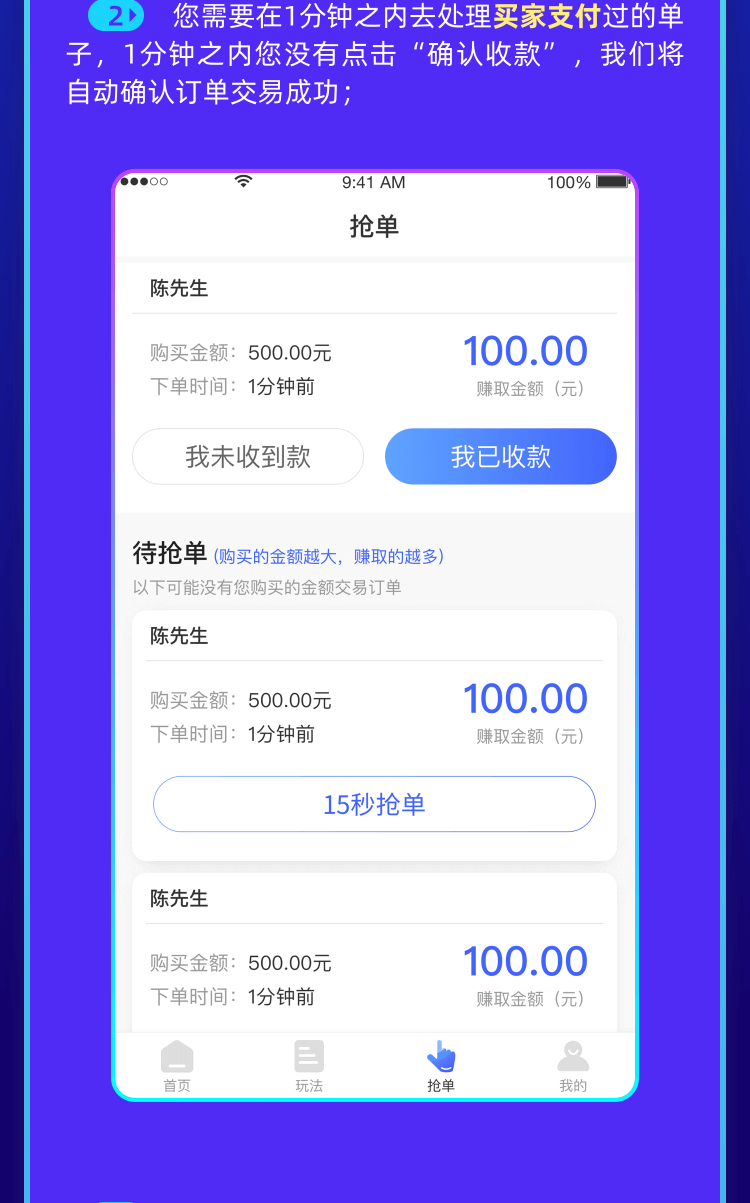 2 您需要在1分钟之内去处理买家支付过的单
子，1分钟之内您没有点击“确认收款”，我们将
自动确认订单交易成功；
9:41 AM 100%
抢单
陈先生
购买金额：500.00元 100.00
下单时间：1分钟前 赚取金额（元）
我未收到款 我已收款
待抢单 (购买的金额越大，赚取的越多)
以下可能没有您购买的金额交易订单
陈先生
购买金额：500.00元 100.00
下单时间：1分钟前 赚取金额（元）
15秒抢单
陈先生
购买金额：500.00元 100.00
下单时间：1分钟前 赚取金额（元）
首页 玩法 抢单 我的